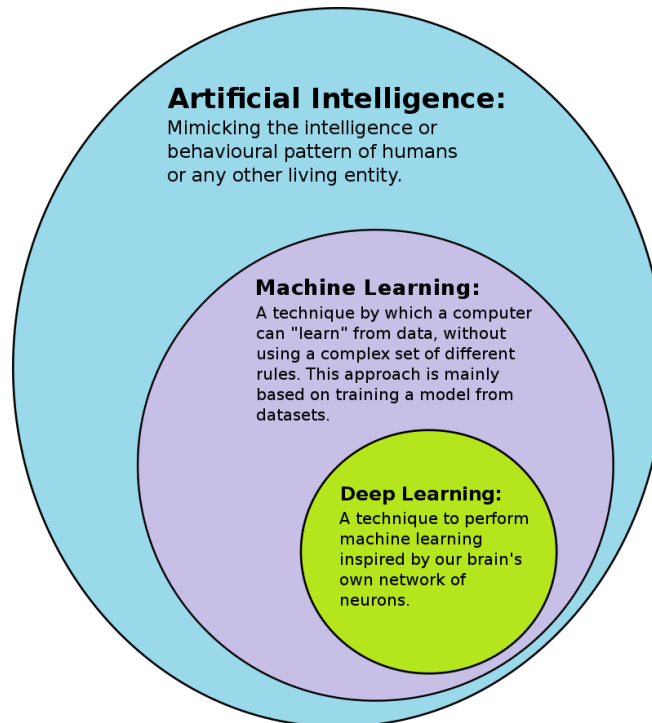 Artificial Intelligence:
Mimicking the intelligence or
behavioural pattern of humans
or any other living entity.
Machine Learning:
A technique by which a computer
can "learn" from data, without
using a complex set of different
rules. This approach is mainly
based on training a model from
datasets.
Deep Learning:
A technique to perform
machine learning
inspired by our brain's
own network of
neurons.